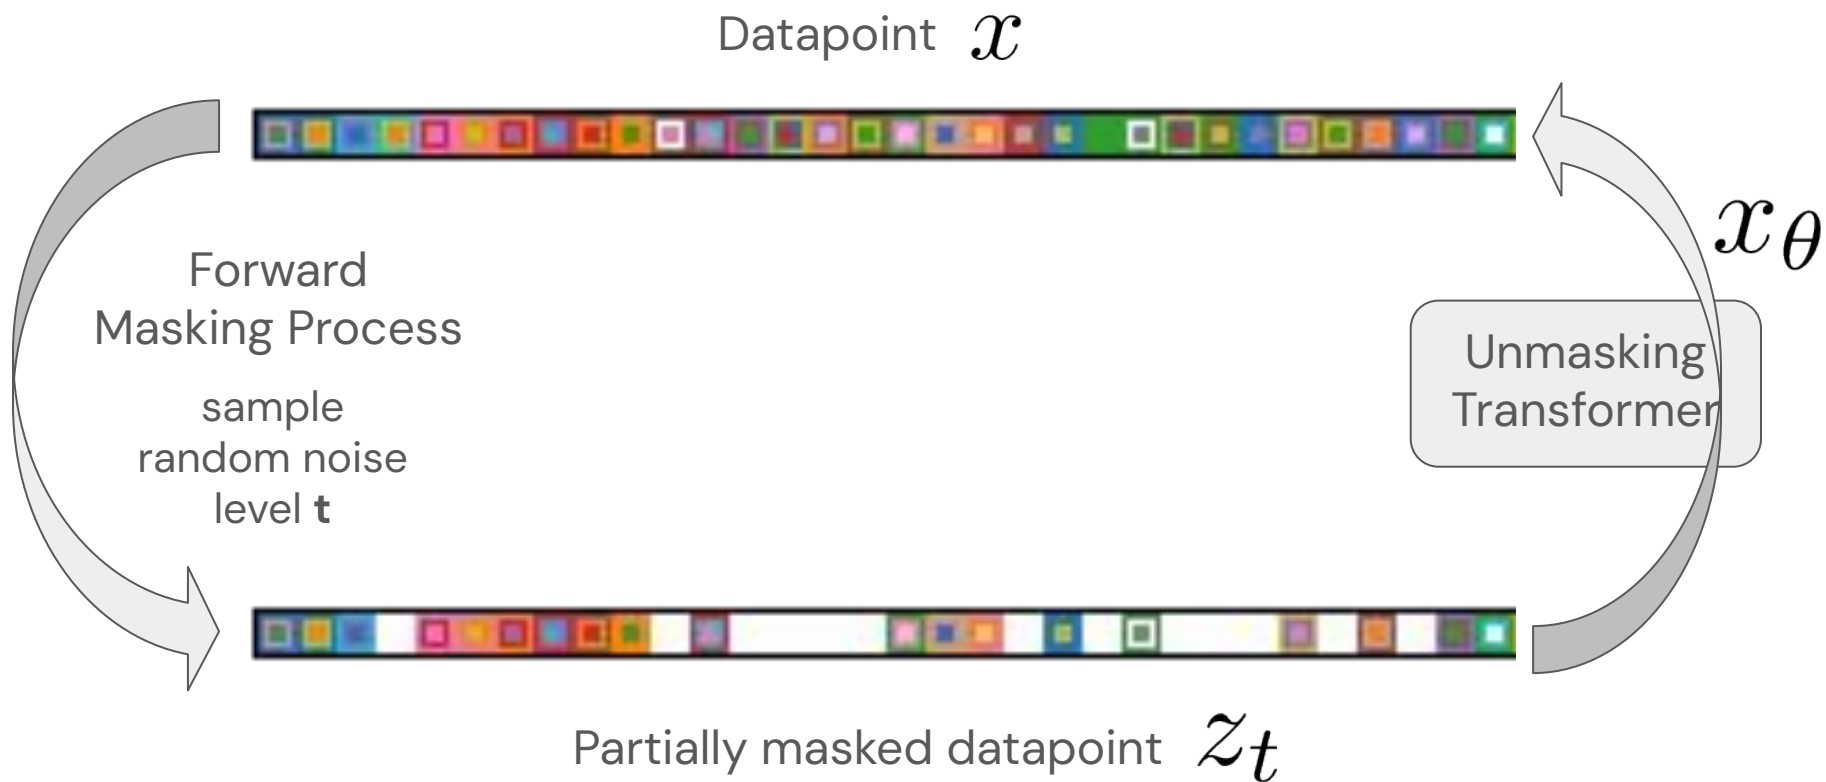 Datapoint x
Forward
Masking Process
sample
random noise
level t
x_θ
Unmasking
Transformer
Partially masked datapoint z_t